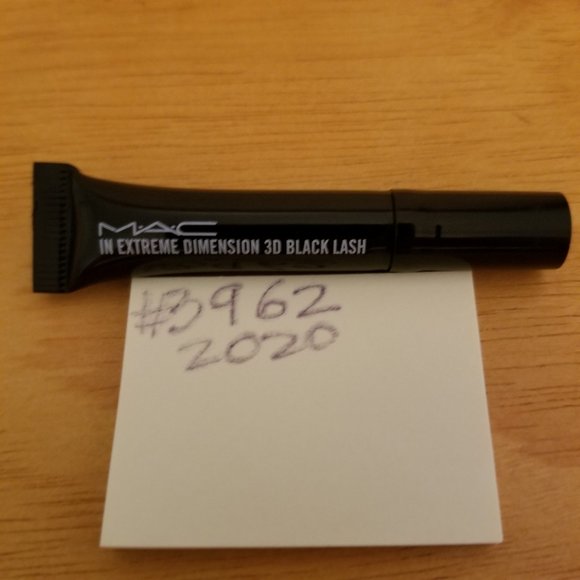 M·A·C
IN EXTREME DIMENSION 3D BLACK LASH
#3962
2020